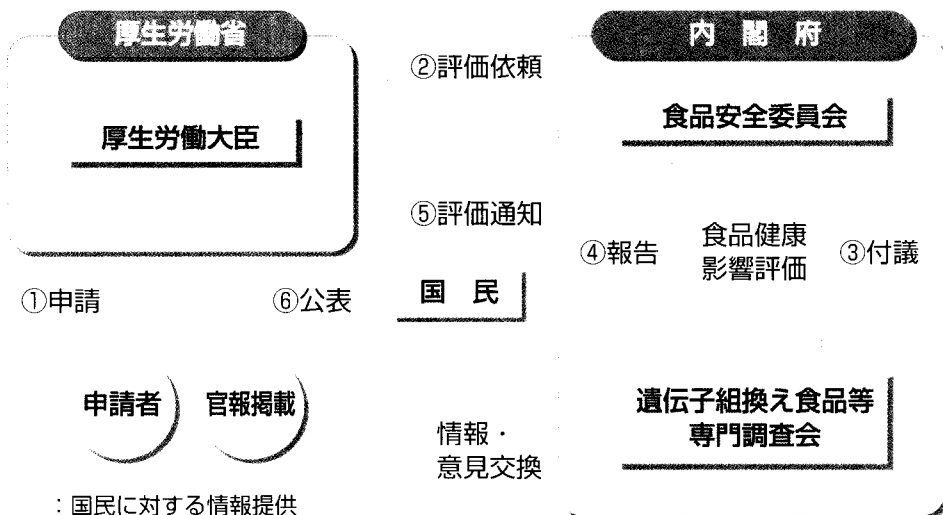 厚生労働省
内閣府
②評価依頼
厚生労働大臣
食品安全委員会
⑤評価通知
④報告
食品健康
影響評価
③付議
①申請
⑥公表
国民
申請者
官報掲載
遺伝子組換え食品等
専門調査会
情報・
意見交換
：国民に対する情報提供